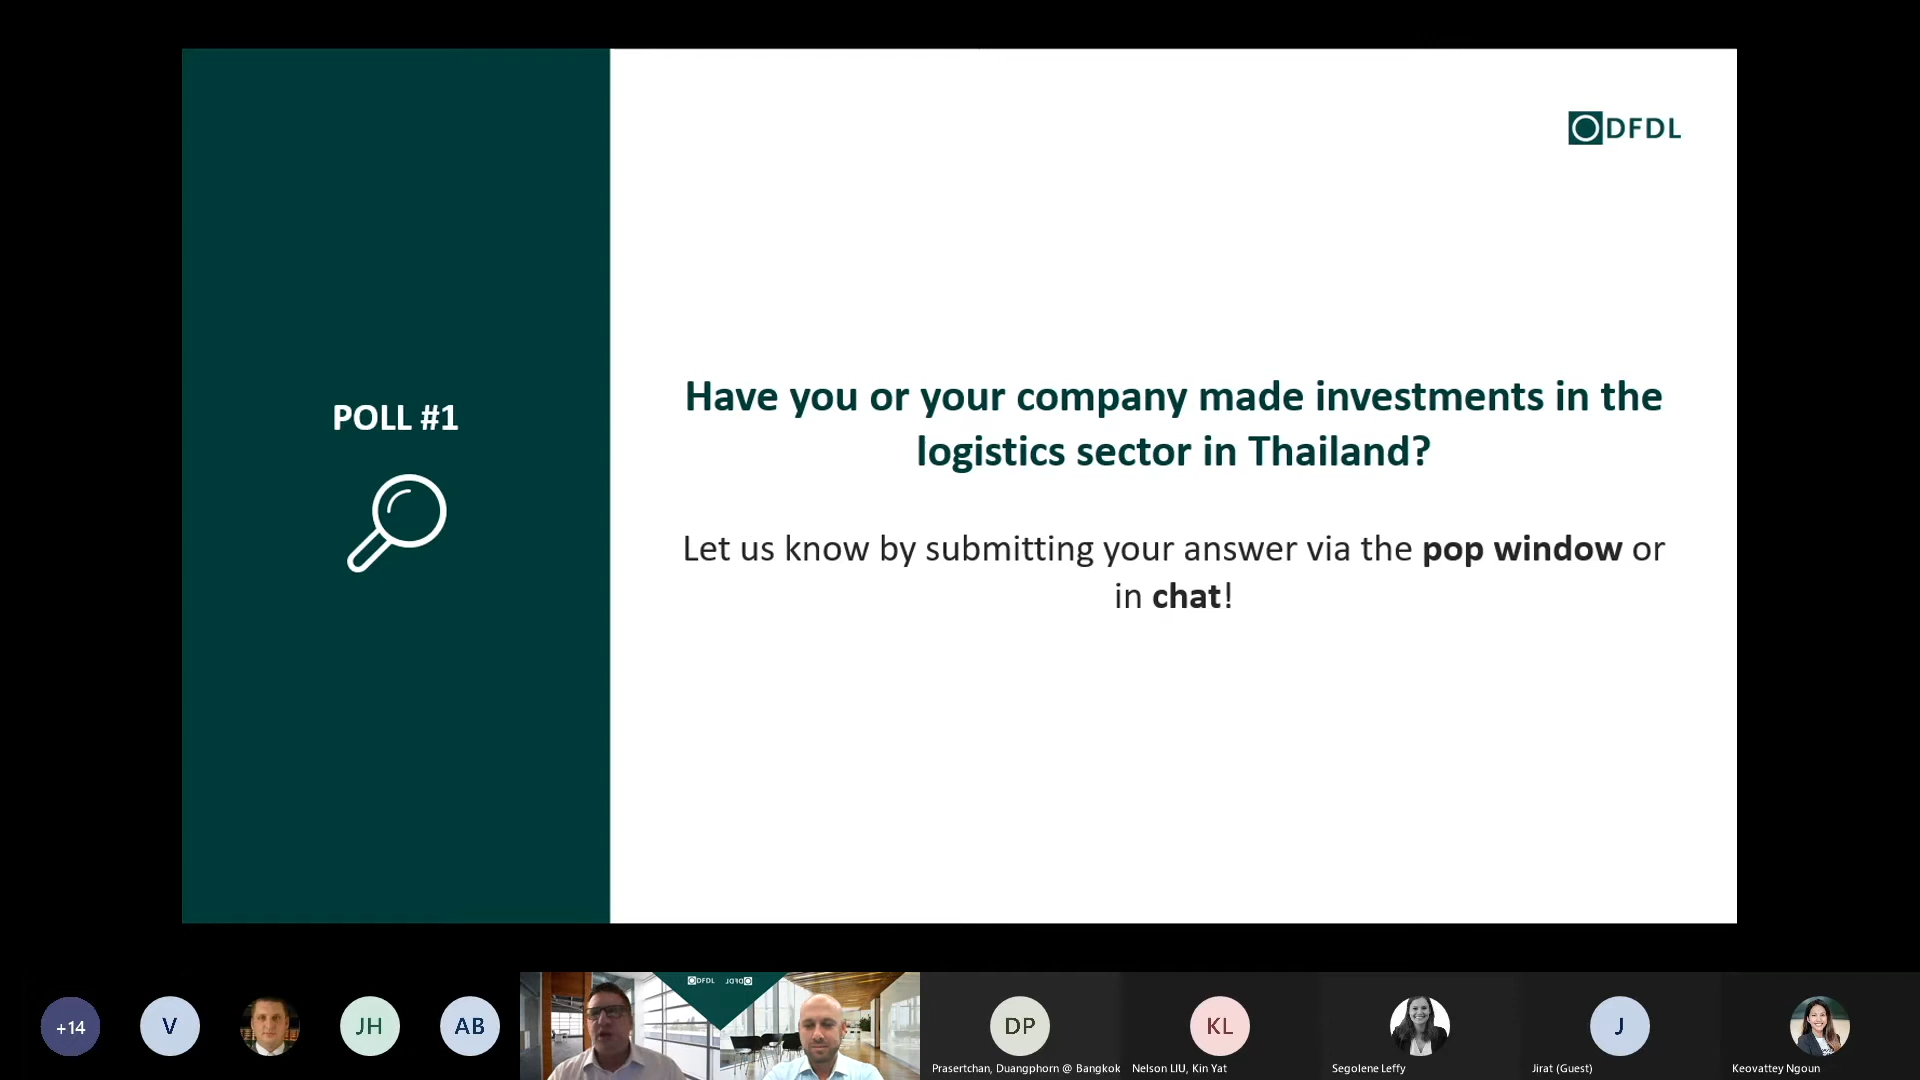 DFDL
POLL #1
Have you or your company made investments in the
logistics sector in Thailand?
Let us know by submitting your answer via the pop window or
in chat!
+14
V
JH
AB
DFDL
DFDL
DP
Prasertchan, Duangphorn @ Bangkok
KL
Nelson LIU, Kin Yat
Segolene Leffy
J
Jirat (Guest)
Keovattey Ngoun